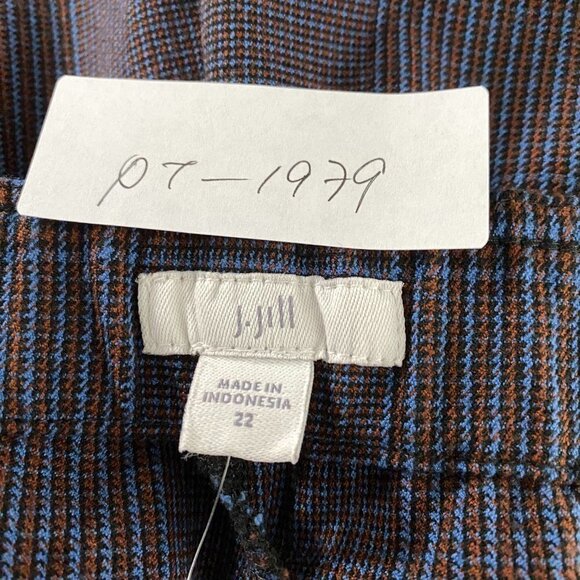 PT-1979
J.Jill
MADE IN
INDONESIA
22